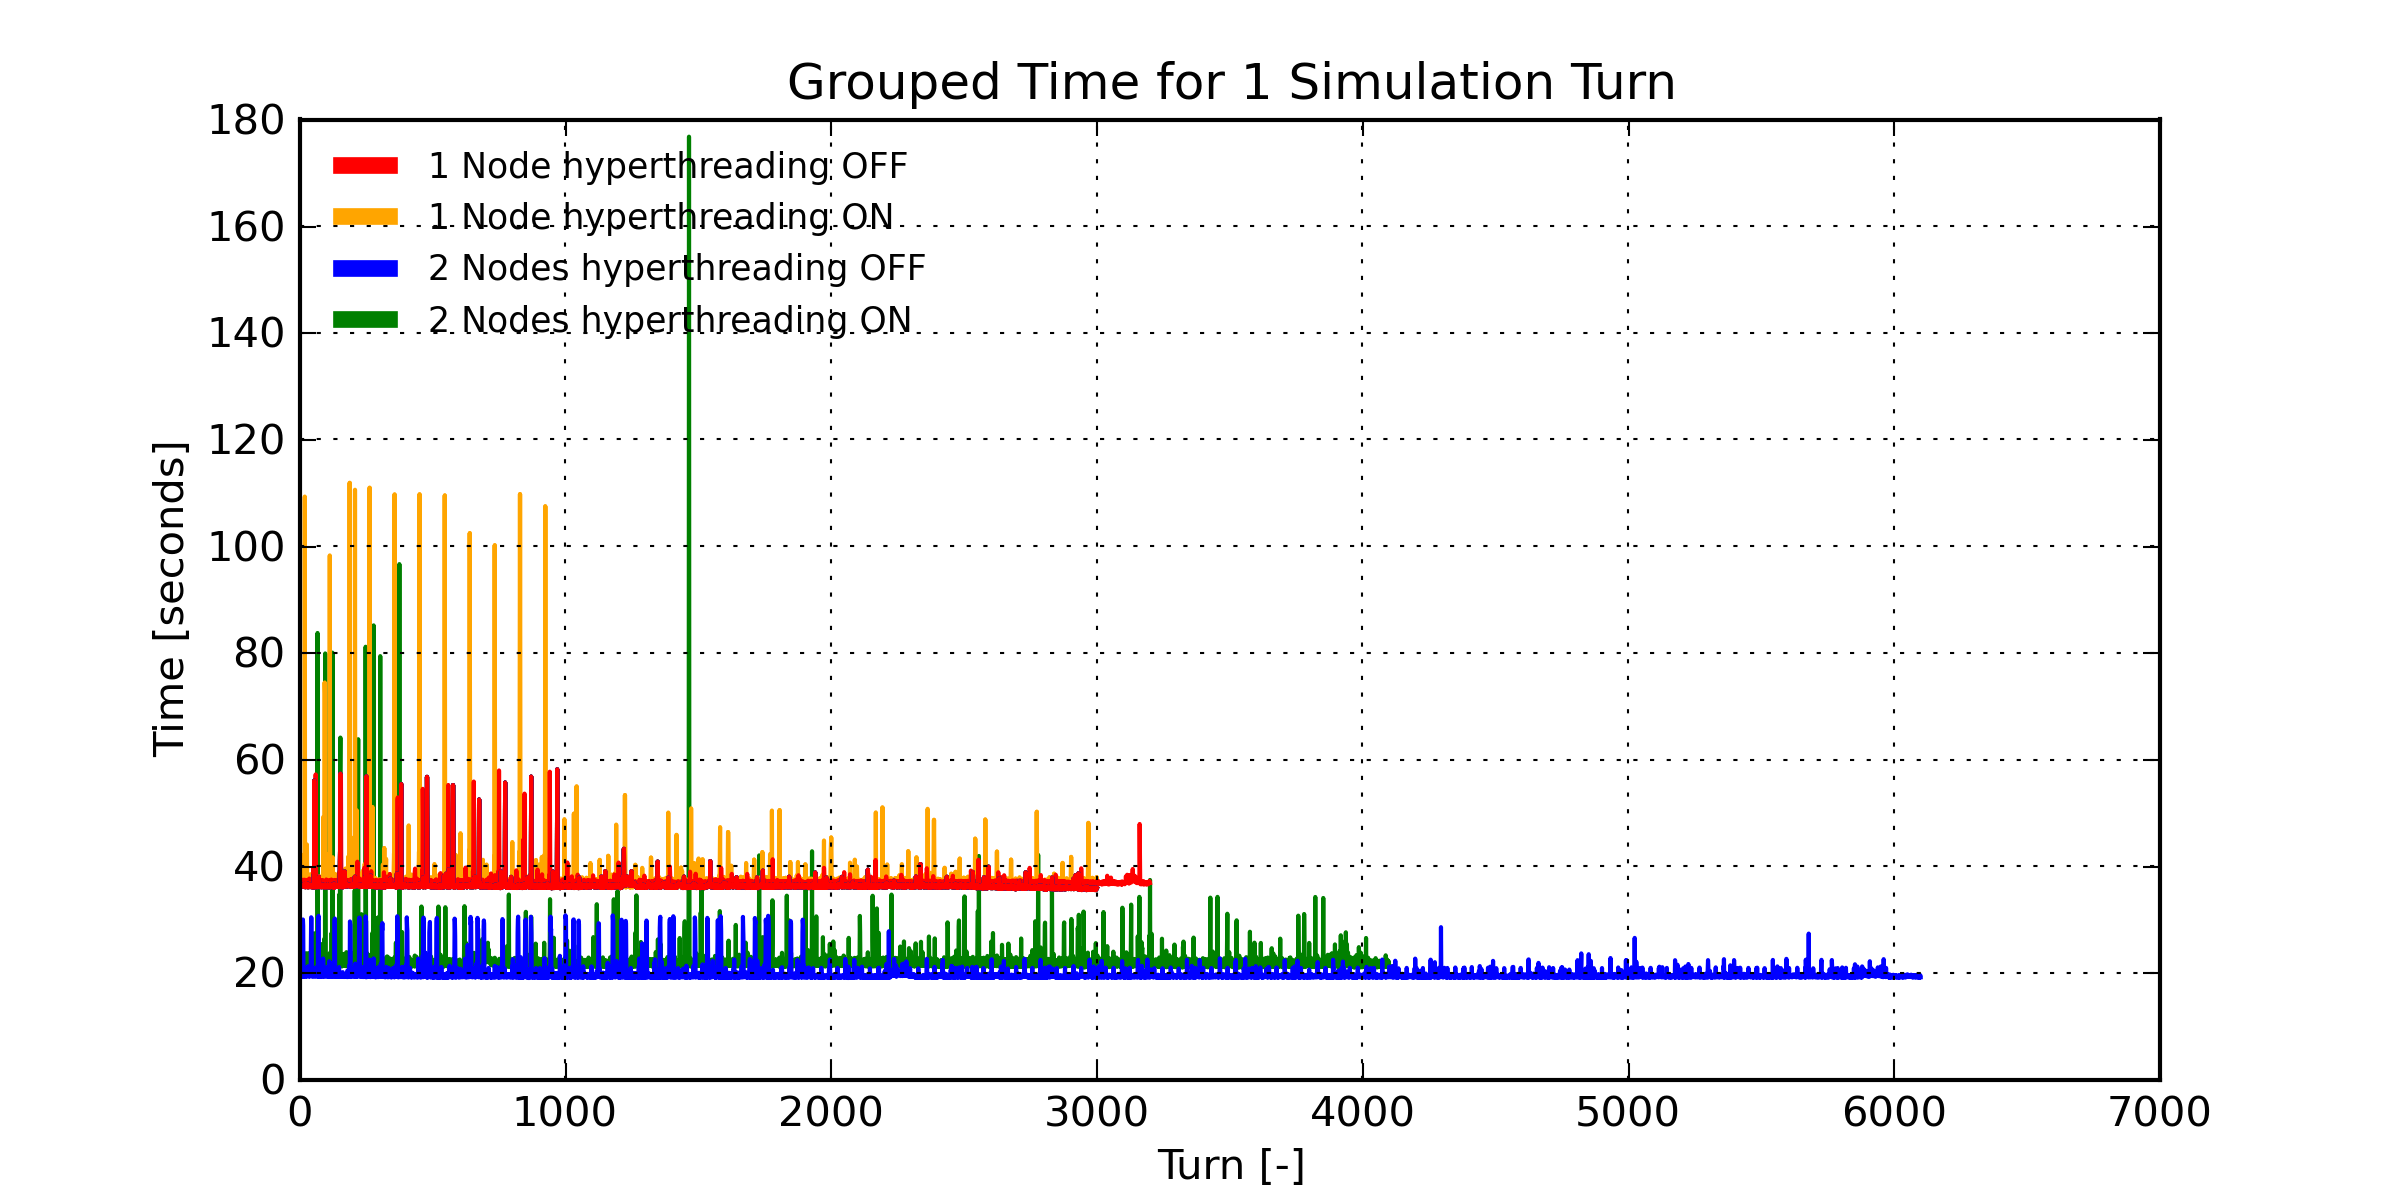 Grouped Time for 1 Simulation Turn
180
160
140
120
100
80
60
40
20
0
Time [seconds]
1 Node hyperthreading OFF
1 Node hyperthreading ON
2 Nodes hyperthreading OFF
2 Nodes hyperthreading ON
0 1000 2000 3000 4000 5000 6000 7000
Turn [-]